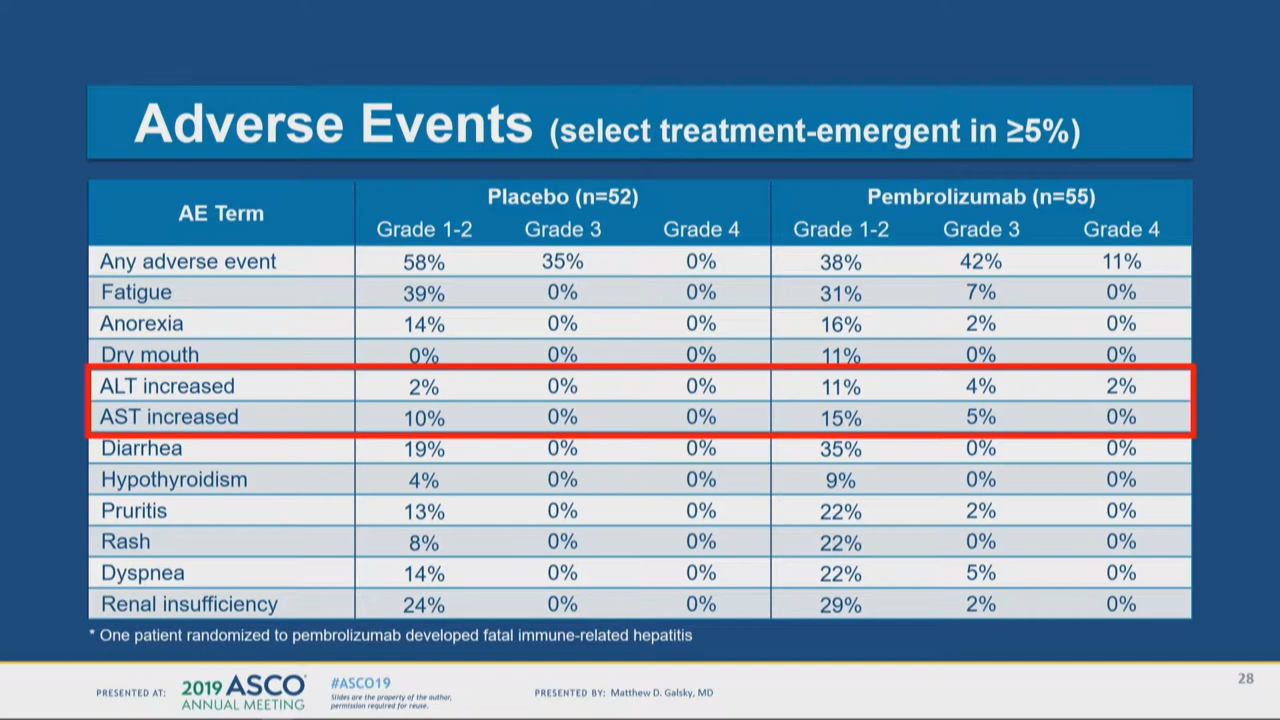 Adverse Events (select treatment-emergent in ≥5%)
AE Term Placebo (n=52) Pembrolizumab (n=55)
Grade 1-2 Grade 3 Grade 4 Grade 1-2 Grade 3 Grade 4
Any adverse event 58% 35% 0% 38% 42% 11%
Fatigue 39% 0% 0% 31% 7% 0%
Anorexia 14% 0% 0% 16% 2% 0%
Dry mouth 0% 0% 0% 11% 0% 0%
ALT increased 2% 0% 0% 11% 4% 2%
AST increased 10% 0% 0% 15% 5% 0%
Diarrhea 19% 0% 0% 35% 0% 0%
Hypothyroidism 4% 0% 0% 9% 0% 0%
Pruritis 13% 0% 0% 22% 2% 0%
Rash 8% 0% 0% 22% 0% 0%
Dyspnea 14% 0% 0% 22% 5% 0%
Renal insufficiency 24% 0% 0% 29% 2% 0%
* One patient randomized to pembrolizumab developed fatal immune-related hepatitis
PRESENTED AT:
2019 ASCO
ANNUAL MEETING
#ASCO19
Slides are the property of the author,
permission required for reuse.
PRESENTED BY: Matthew D. Galsky, MD
28